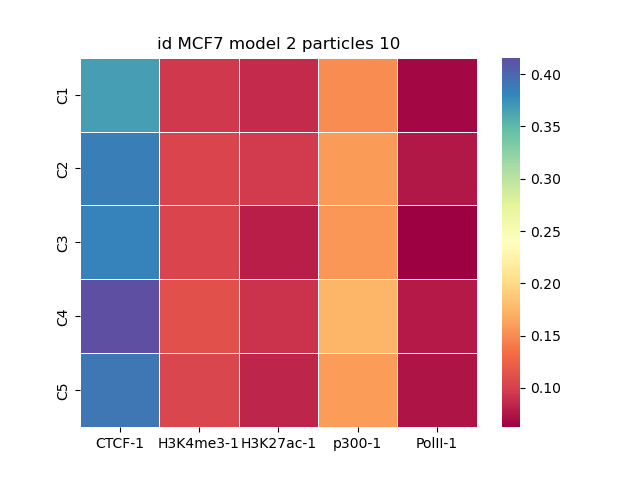 id MCF7 model 2 particles 10
C1
C2
C3
C4
C5
CTCF-1 H3K4me3-1 H3K27ac-1 p300-1 PolII-1
0.40
0.35
0.30
0.25
0.20
0.15
0.10